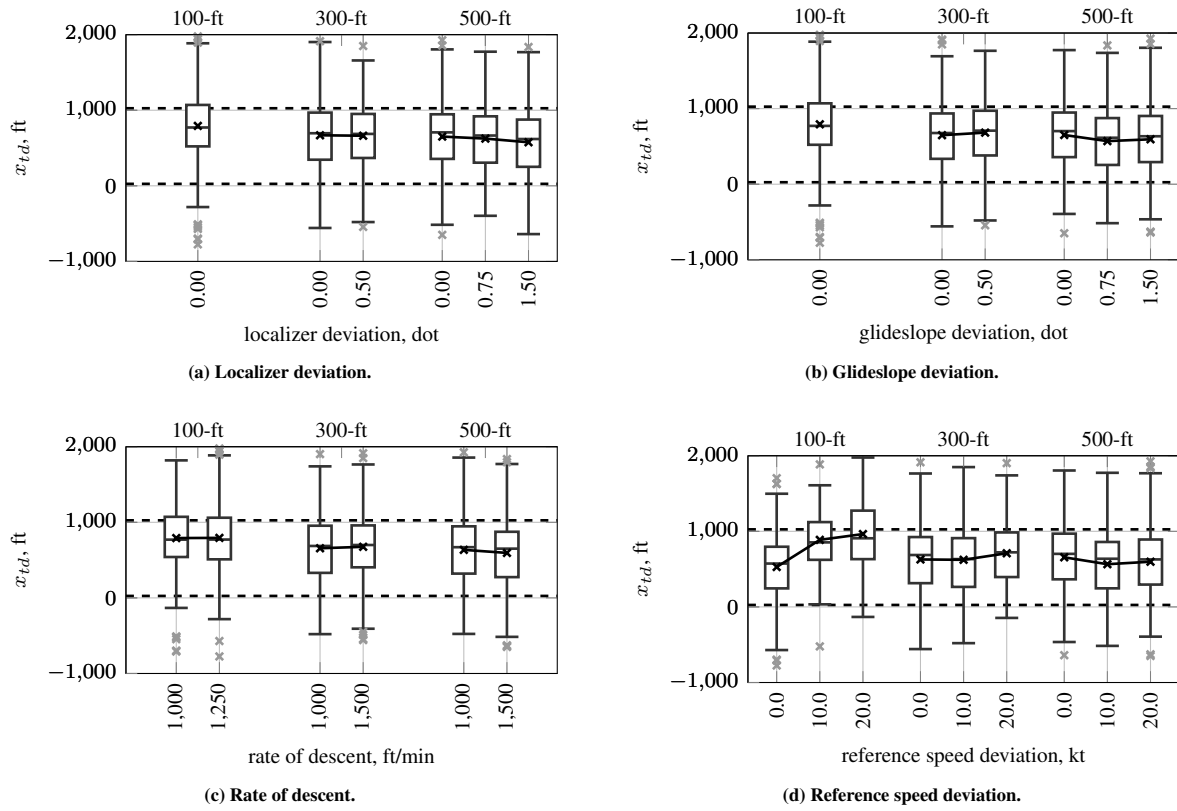 100-ft 300-ft 500-ft
2,000
1,000
0
−1,000
x_td, ft
0.00 0.00 0.50 0.00 0.75 1.50
localizer deviation, dot
(a) Localizer deviation.
100-ft 300-ft 500-ft
2,000
1,000
0
−1,000
x_td, ft
0.00 0.00 0.50 0.00 0.75 1.50
glideslope deviation, dot
(b) Glideslope deviation.
100-ft 300-ft 500-ft
2,000
1,000
0
−1,000
x_td, ft
1,000 1,250 1,000 1,500 1,000 1,500
rate of descent, ft/min
(c) Rate of descent.
100-ft 300-ft 500-ft
2,000
1,000
0
−1,000
x_td, ft
0.0 10.0 20.0 0.0 10.0 20.0 0.0 10.0 20.0
reference speed deviation, kt
(d) Reference speed deviation.